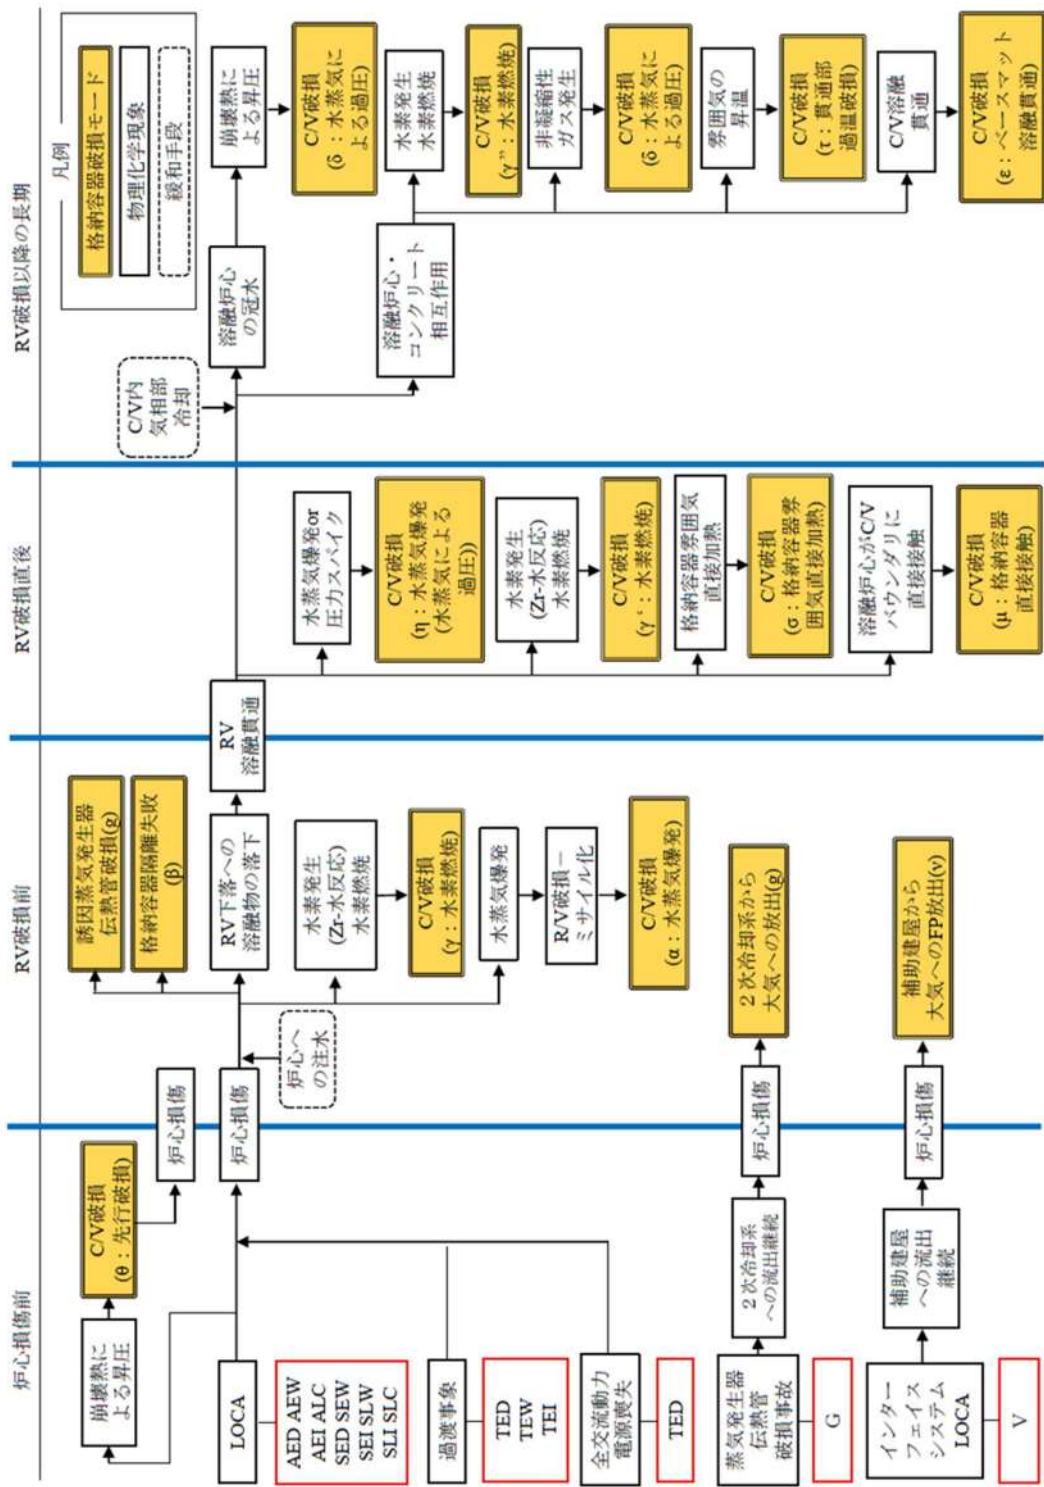 炉心損傷前
RV破損前
RV破損直後
RV破損以降の長期
凡例
格納容器破損モード
物理化学現象
緩和手段
崩壊熱に
よる昇圧
C/V破損
(θ：先行破損)
炉心損傷
LOCA
AED AEW
AEI ALC
SED SEW
SEI SLW
SLI SLC
炉心損傷
過渡事象
TED
TEW
TEI
全交流動力
電源喪失
TED
蒸気発生器
伝熱管
破損事故
G
2次冷却系
への流出継続
炉心損傷
2次冷却系から
大気への放出(g)
インター
フェイス
システム
LOCA
V
補助建屋
への流出
継続
炉心損傷
補助建屋から
大気へのFP放出(ν)
炉心へ
の注水
誘因蒸気発生器
伝熱管破損(g)
格納容器隔離失敗
(β)
RV下落への
溶融物の落下
水素発生
(Zr-水反応)
水素燃焼
C/V破損
(γ：水素燃焼)
水蒸気爆発
R/V破損－
ミサイル化
C/V破損
(α：水蒸気爆発)
RV
溶融貫通
水蒸気爆発or
圧力スパイク
C/V破損
(η：水蒸気爆発
(水蒸気による
過圧))
水素発生
(Zr-水反応)
水素燃焼
C/V破損
(γ‘：水素燃焼)
格納容器雰囲気
直接加熱
C/V破損
(σ：格納容器雰
囲気直接加熱)
溶融炉心がC/V
バウンダリに
直接接触
C/V破損
(μ：格納容器
直接接触)
C/V内
気相部
冷却
溶融炉心
の冠水
崩壊熱に
よる昇圧
C/V破損
(δ：水蒸気に
よる過圧)
溶融炉心・
コンクリート
相互作用
水素発生
水素燃焼
C/V破損
(γ”：水素燃焼)
非凝縮性
ガス発生
C/V破損
(δ：水蒸気に
よる過圧)
雰囲気の
昇温
C/V破損
(τ：貫通部
過温破損)
C/V溶融
貫通
C/V破損
(ε：ベースマット
溶融貫通)